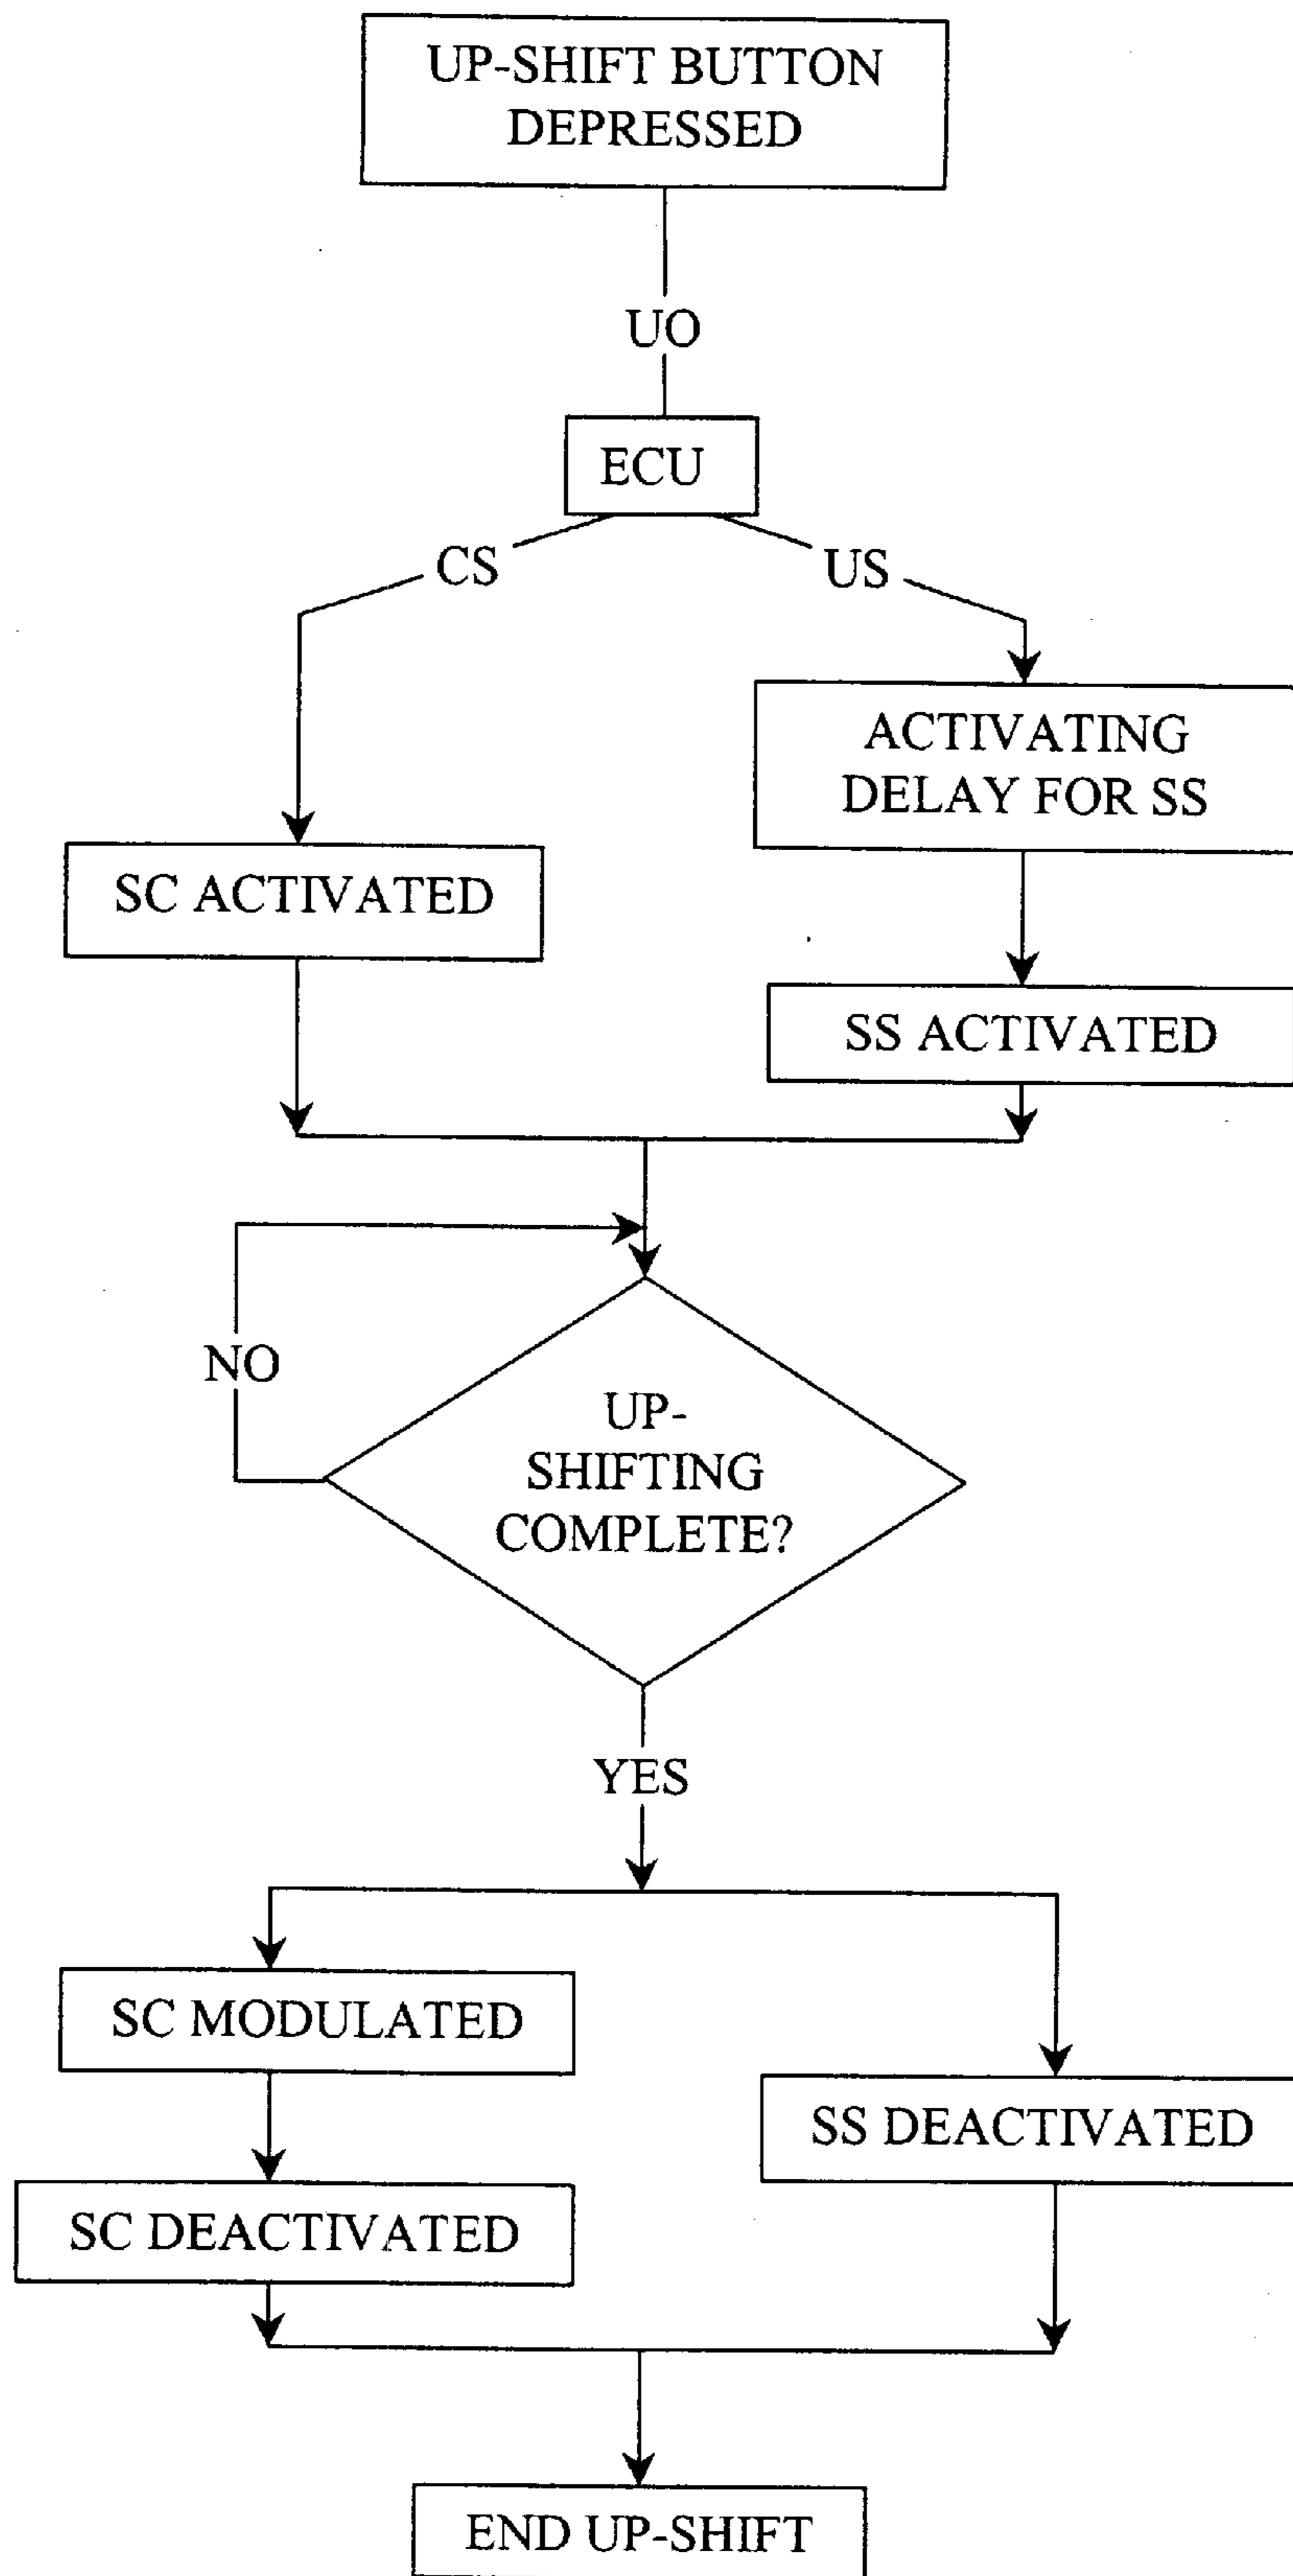 UP-SHIFT BUTTON
DEPRESSED
UO
ECU
CS
US
ACTIVATING
DELAY FOR SS
SC ACTIVATED
SS ACTIVATED
NO
UP-
SHIFTING
COMPLETE?
YES
SC MODULATED
SS DEACTIVATED
SC DEACTIVATED
END UP-SHIFT